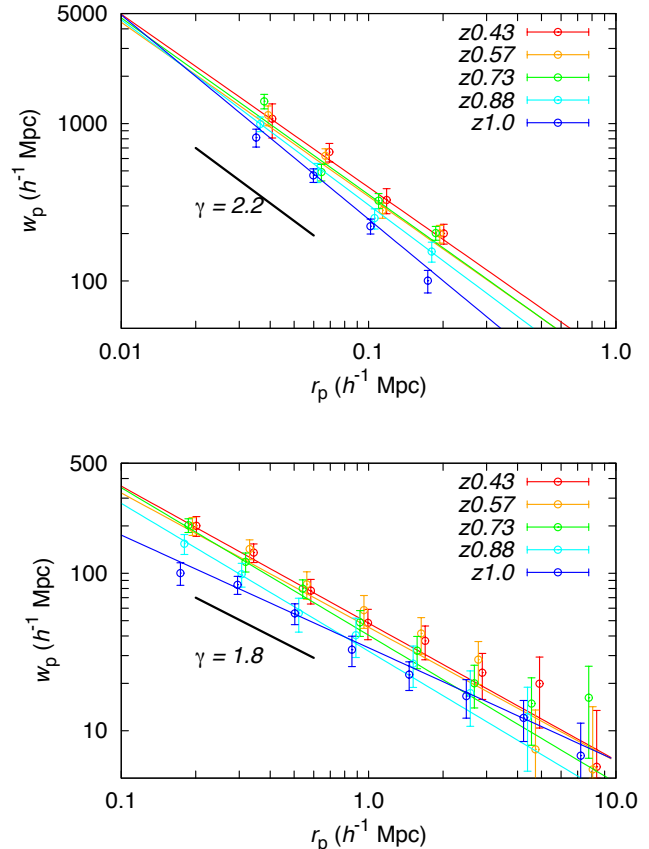 5000
1000
100
w_p (h^-1 Mpc)
z0.43
z0.57
z0.73
z0.88
z1.0
γ = 2.2
0.01 0.1 1.0
r_p (h^-1 Mpc)
500
100
10
w_p (h^-1 Mpc)
z0.43
z0.57
z0.73
z0.88
z1.0
γ = 1.8
0.1 1.0 10.0
r_p (h^-1 Mpc)